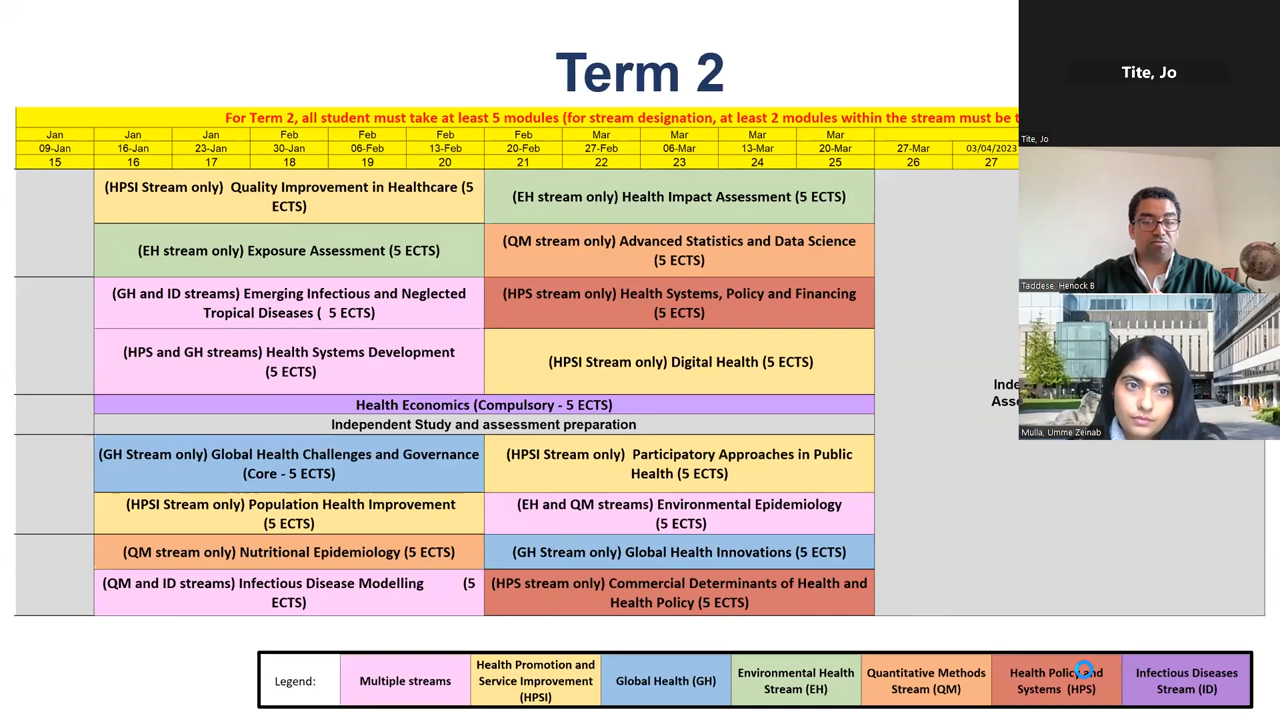 Term 2
For Term 2, all student must take at least 5 modules (for stream designation, at least 2 modules within the stream must be
Jan Jan Jan Feb Feb Feb Feb Mar Mar Mar Mar
09-Jan 16-Jan 23-Jan 30-Jan 06-Feb 13-Feb 20-Feb 27-Feb 06-Mar 13-Mar 20-Mar 27-Mar 03/04/2023
15 16 17 18 19 20 21 22 23 24 25 26 27
(HPSI Stream only) Quality Improvement in Healthcare (5
ECTS)
(EH stream only) Health Impact Assessment (5 ECTS)
(EH stream only) Exposure Assessment (5 ECTS)
(QM stream only) Advanced Statistics and Data Science
(5 ECTS)
(GH and ID streams) Emerging Infectious and Neglected
Tropical Diseases ( 5 ECTS)
(HPS stream only) Health Systems, Policy and Financing
(5 ECTS)
(HPS and GH streams) Health Systems Development
(5 ECTS)
(HPSI Stream only) Digital Health (5 ECTS)
Health Economics (Compulsory - 5 ECTS)
Independent Study and assessment preparation
(GH Stream only) Global Health Challenges and Governance
(Core - 5 ECTS)
(HPSI Stream only) Participatory Approaches in Public
Health (5 ECTS)
(HPSI Stream only) Population Health Improvement
(5 ECTS)
(EH and QM streams) Environmental Epidemiology
(5 ECTS)
(QM stream only) Nutritional Epidemiology (5 ECTS)
(GH Stream only) Global Health Innovations (5 ECTS)
(QM and ID streams) Infectious Disease Modelling (5
ECTS)
(HPS stream only) Commercial Determinants of Health and
Health Policy (5 ECTS)
Legend:
Multiple streams
Health Promotion and
Service Improvement
(HPSI)
Global Health (GH)
Environmental Health
Stream (EH)
Quantitative Methods
Stream (QM)
Health Policy and
Systems (HPS)
Infectious Diseases
Stream (ID)
Tite, Jo
Tite, Jo
Taddese, Henock B
Mulla, Umme Zeinab